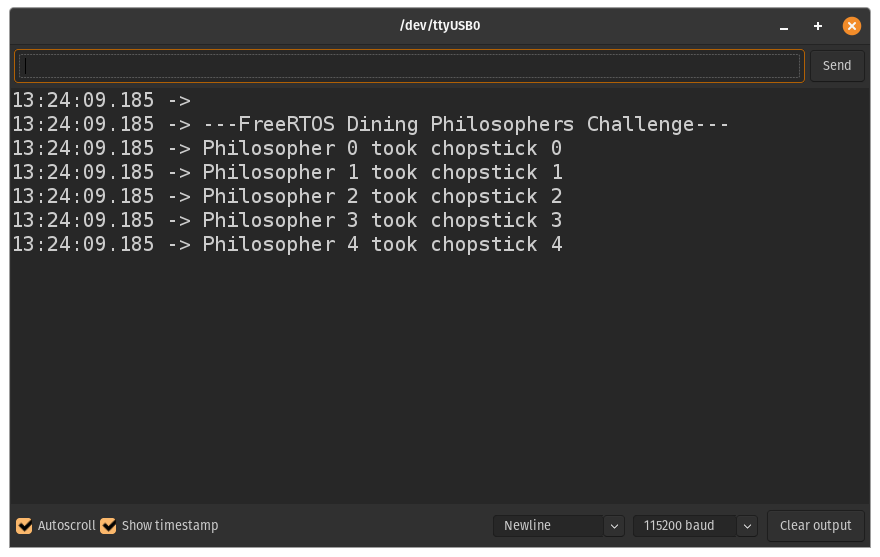 /dev/ttyUSB0
Send
13:24:09.185 ->
13:24:09.185 -> ---FreeRTOS Dining Philosophers Challenge---
13:24:09.185 -> Philosopher 0 took chopstick 0
13:24:09.185 -> Philosopher 1 took chopstick 1
13:24:09.185 -> Philosopher 2 took chopstick 2
13:24:09.185 -> Philosopher 3 took chopstick 3
13:24:09.185 -> Philosopher 4 took chopstick 4
Autoscroll Show timestamp Newline 115200 baud Clear output